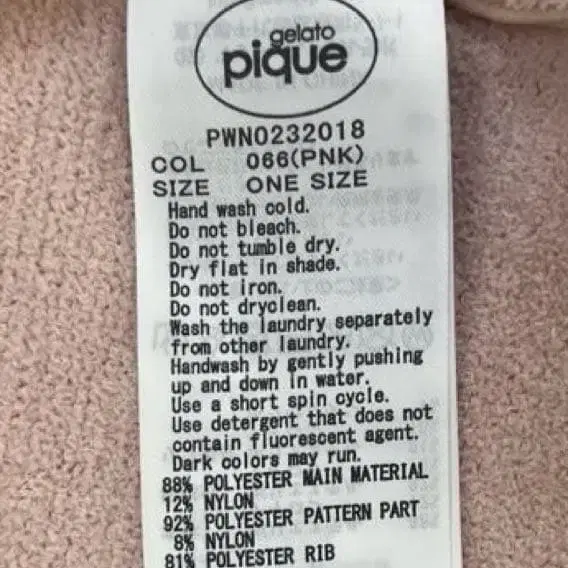 gelato
pique
PWNO232018
COL 066(PNK)
SIZE ONE SIZE
Hand wash cold.
Do not bleach.
Do not tumble dry.
Dry flat in shade.
Do not iron.
Do not dryclean.
Wash the laundry separately
from other laundry.
Handwash by gently pushing
up and down in water.
Use a short spin cycle.
Use detergent that does not
contain fluorescent agent.
Dark colors may run.
88% POLYESTER MAIN MATERIAL
12% NYLON
92% POLYESTER PATTERN PART
8% NYLON
81% POLYESTER RIB